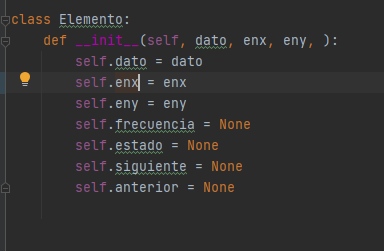 class Elemento:
def __init__(self, dato, enx, eny, ):
self.dato = dato
self.enx = enx
self.eny = eny
self.frecuencia = None
self.estado = None
self.siguiente = None
self.anterior = None